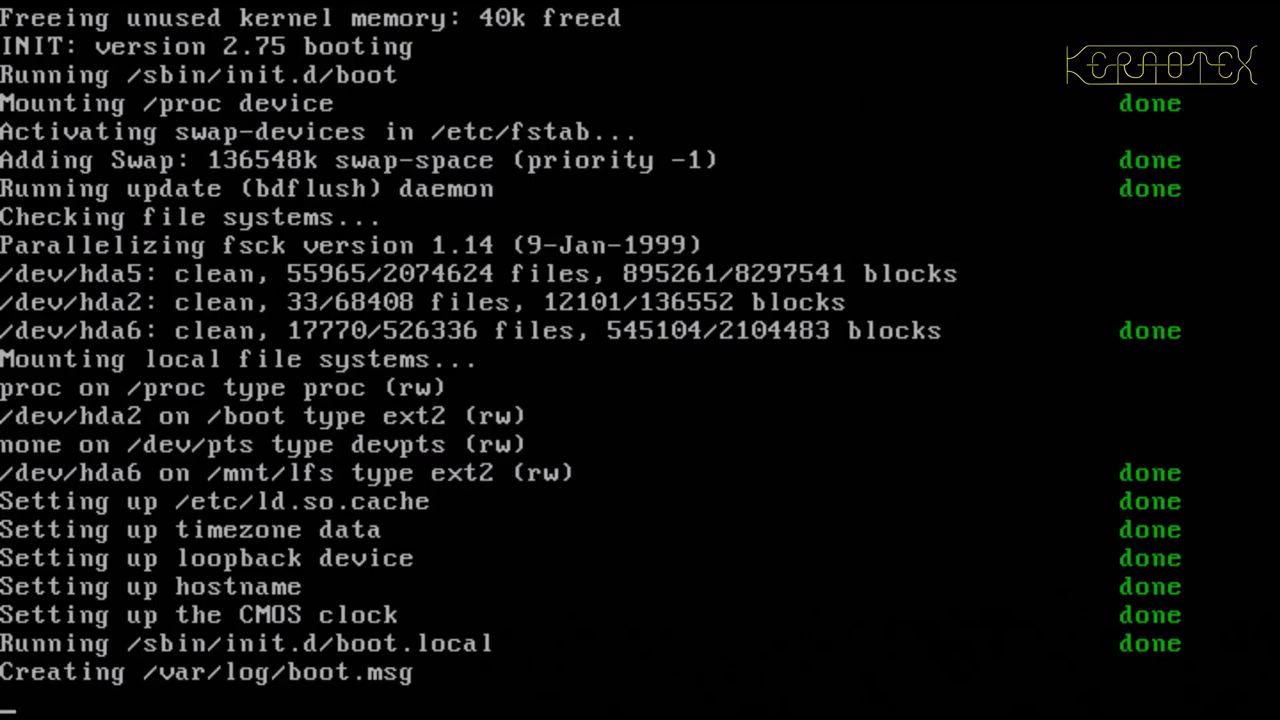 Freeing unused kernel memory: 40k freed
INIT: version 2.75 booting
KERNOTEX
Running /sbin/init.d/boot
Mounting /proc device done
Activating swap-devices in /etc/fstab...
Adding Swap: 136548k swap-space (priority -1) done
Running update (bdflush) daemon done
Checking file systems...
Parallelizing fsck version 1.14 (9-Jan-1999)
/dev/hda5: clean, 55965/2074624 files, 895261/8297541 blocks
/dev/hda2: clean, 33/68408 files, 12101/136552 blocks
/dev/hda6: clean, 17770/526336 files, 545104/2104483 blocks done
Mounting local file systems...
proc on /proc type proc (rw)
/dev/hda2 on /boot type ext2 (rw)
none on /dev/pts type devpts (rw)
/dev/hda6 on /mnt/lfs type ext2 (rw) done
Setting up /etc/ld.so.cache done
Setting up timezone data done
Setting up loopback device done
Setting up hostname done
Setting up the CMOS clock done
Running /sbin/init.d/boot.local done
Creating /var/log/boot.msg